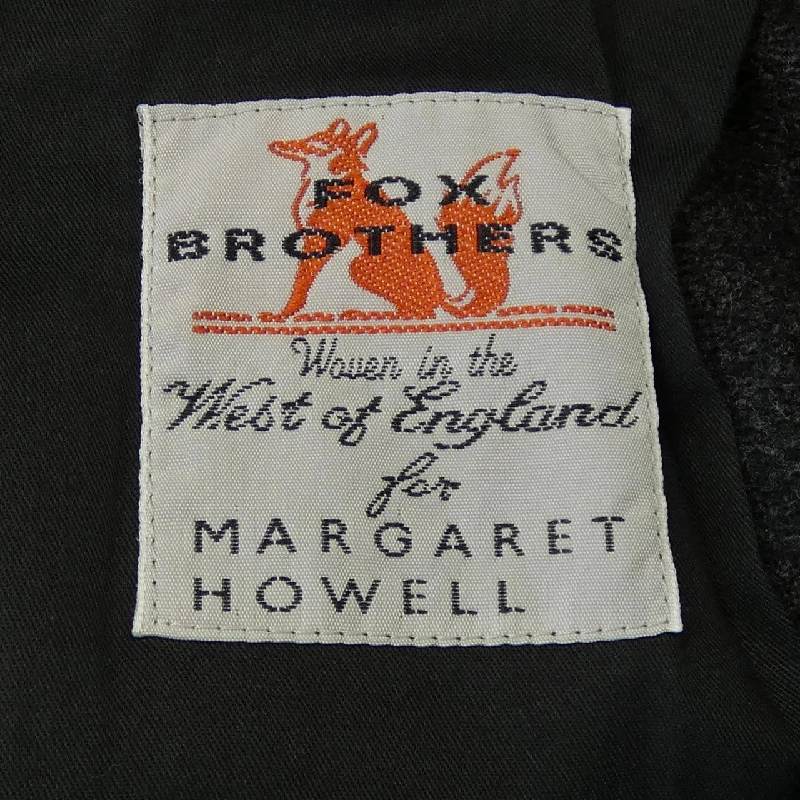 FOX
BROTHERS
Woven in the
West of England
for
MARGARET
HOWELL